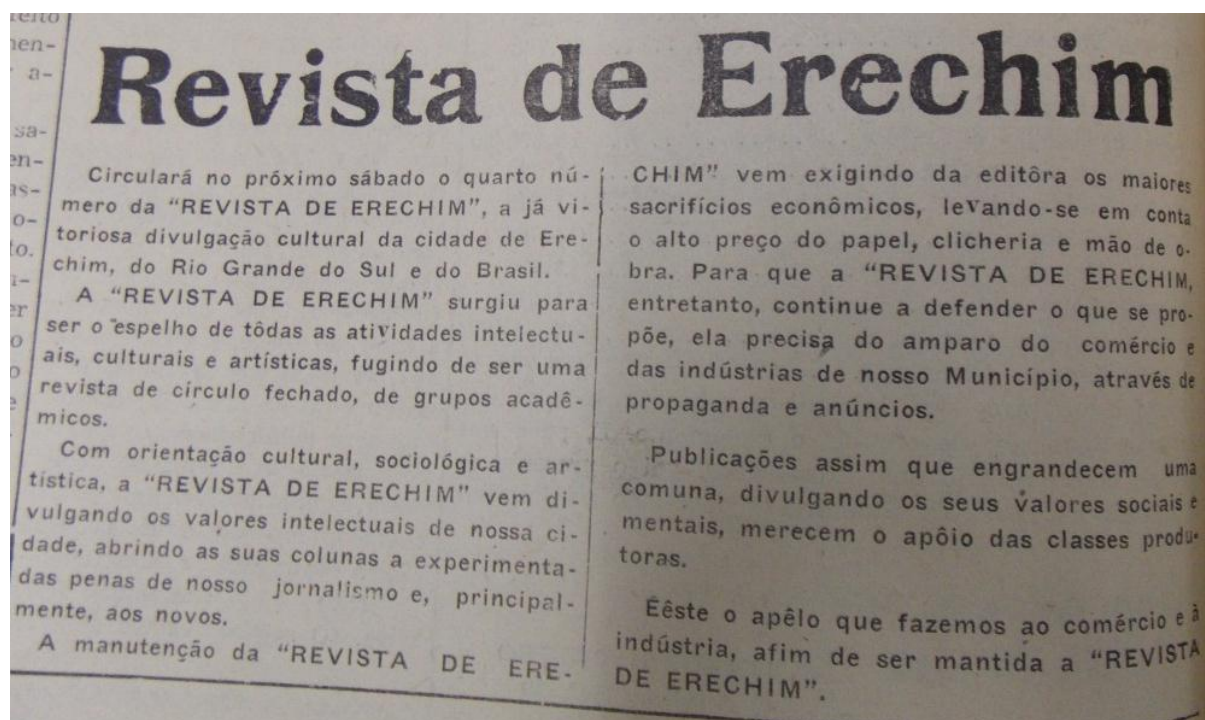 Revista de Erechim
Circulará no próximo sábado o quarto nú-
mero da "REVISTA DE ERECHIM", a já vi-
toriosa divulgação cultural da cidade de Ere-
chim, do Rio Grande do Sul e do Brasil.
A "REVISTA DE ERECHIM" surgiu para
ser o espelho de tôdas as atividades intelectu-
ais, culturais e artísticas, fugindo de ser uma
revista de círculo fechado, de grupos acadê-
micos.
Com orientação cultural, sociológica e ar-
tística, a "REVISTA DE ERECHIM" vem di-
vulgando os valores intelectuais de nossa ci-
dade, abrindo as suas colunas a experimenta-
das penas de nosso jornalismo e, principal-
mente, aos novos.
A manutenção da "REVISTA DE ERE-
CHIM" vem exigindo da editôra os maiores
sacrifícios econômicos, levando-se em conta
o alto preço do papel, clicheria e mão de o-
bra. Para que a "REVISTA DE ERECHIM,
entretanto, continue a defender o que se pro-
põe, ela precisa do amparo do comércio e
das indústrias de nosso Município, através de
propaganda e anúncios.
Publicações assim que engrandecem uma
comuna, divulgando os seus valores sociais e
mentais, merecem o apôio das classes produ-
toras.
Eêste o apêlo que fazemos ao comércio e à
indústria, afim de ser mantida a "REVISTA
DE ERECHIM".